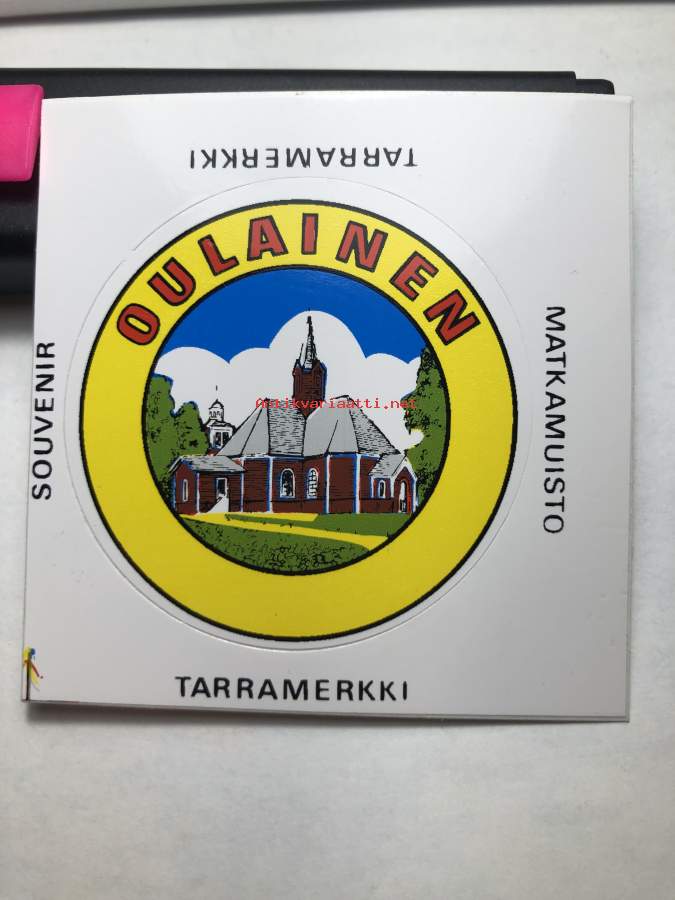 TARRAMERKKI
OULAINEN
SOUVENIR
MATKAMUISTO
Antikvariaatti.net
TARRAMERKKI